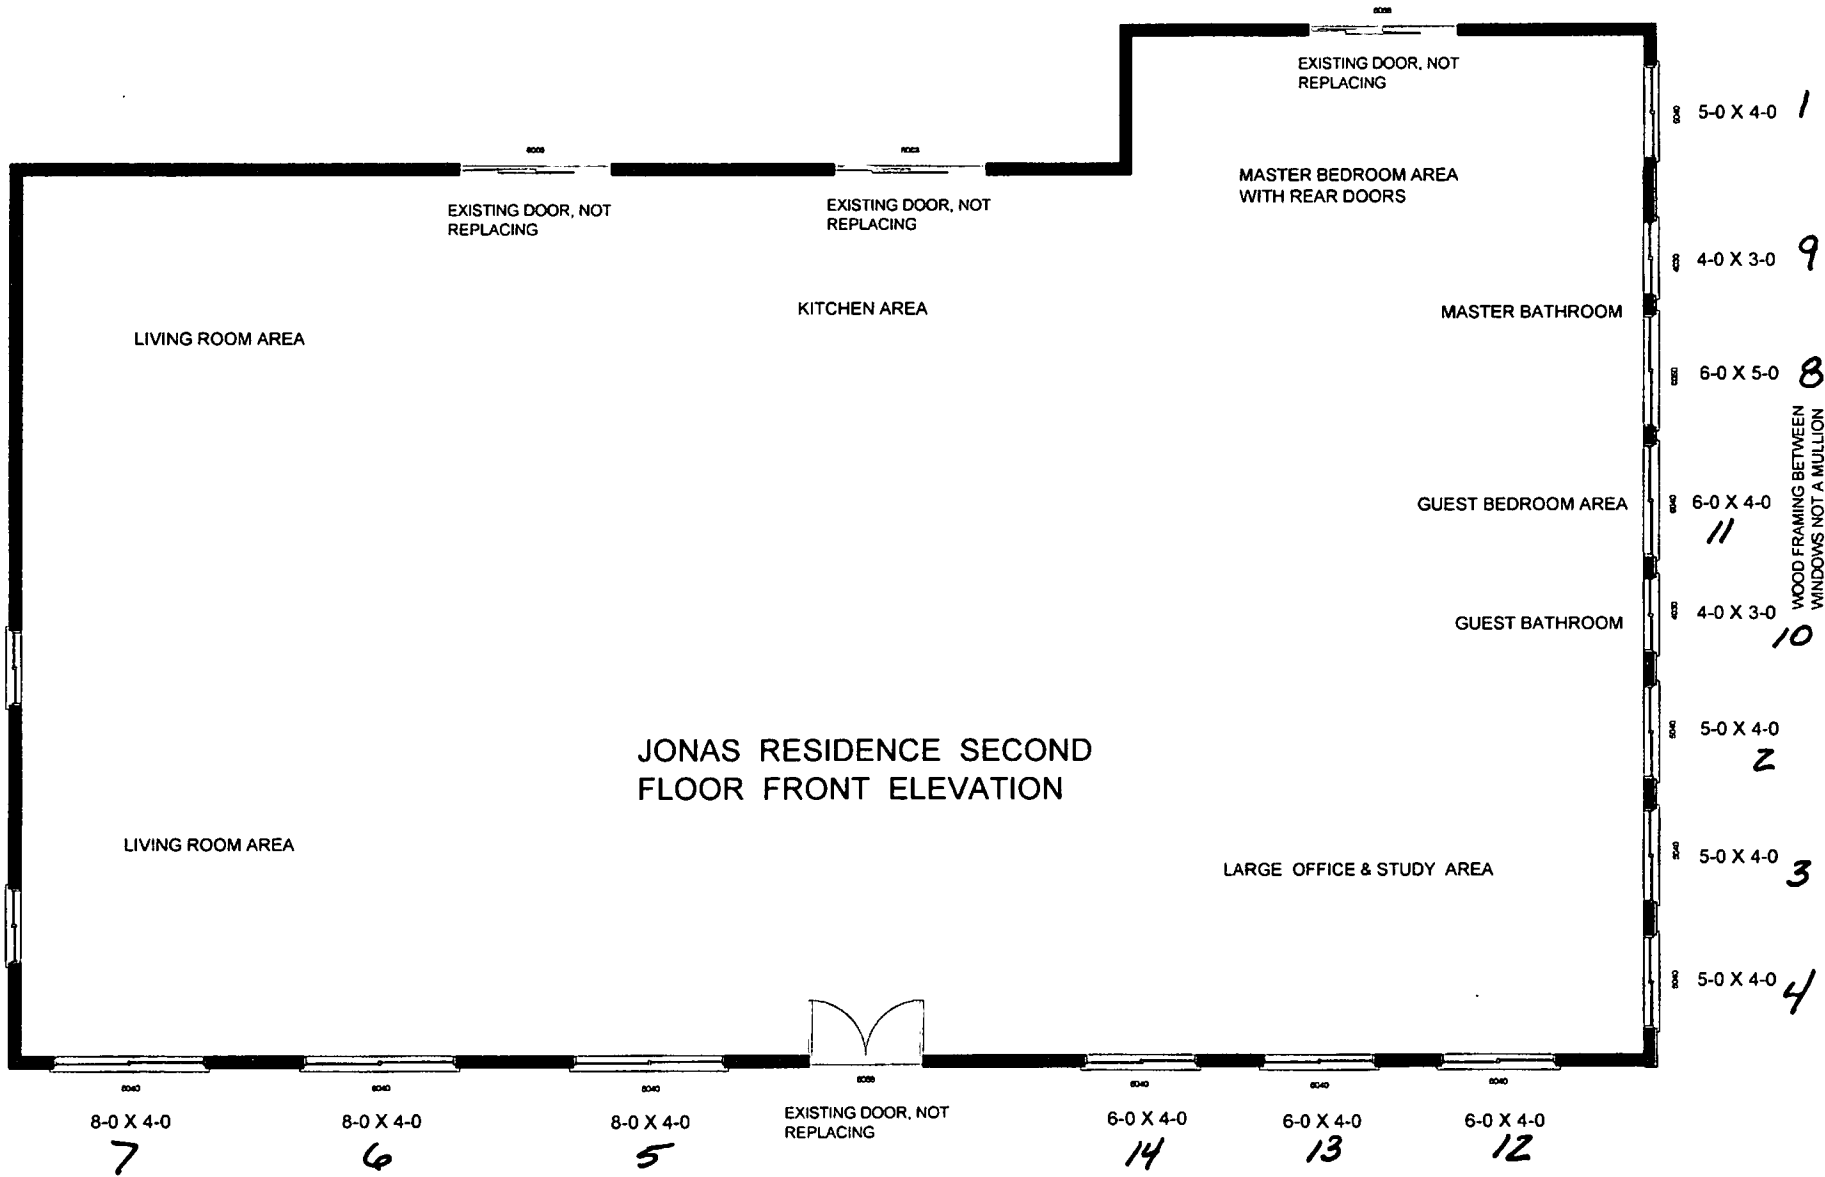 EXISTING DOOR, NOT
REPLACING
5-0 X 4-0 1
MASTER BEDROOM AREA
WITH REAR DOORS
EXISTING DOOR, NOT
REPLACING
EXISTING DOOR, NOT
REPLACING
4-0 X 3-0 9
KITCHEN AREA
MASTER BATHROOM
LIVING ROOM AREA
6-0 X 5-0 8
WOOD FRAMING BETWEEN
WINDOWS NOT A MULLION
GUEST BEDROOM AREA
6-0 X 4-0
11
4-0 X 3-0
10
GUEST BATHROOM
5-0 X 4-0
2
JONAS RESIDENCE SECOND
FLOOR FRONT ELEVATION
LIVING ROOM AREA
5-0 X 4-0 3
LARGE OFFICE & STUDY AREA
5-0 X 4-0 4
8-0 X 4-0
7
8-0 X 4-0
6
8-0 X 4-0
5
EXISTING DOOR, NOT
REPLACING
6-0 X 4-0
14
6-0 X 4-0
13
6-0 X 4-0
12